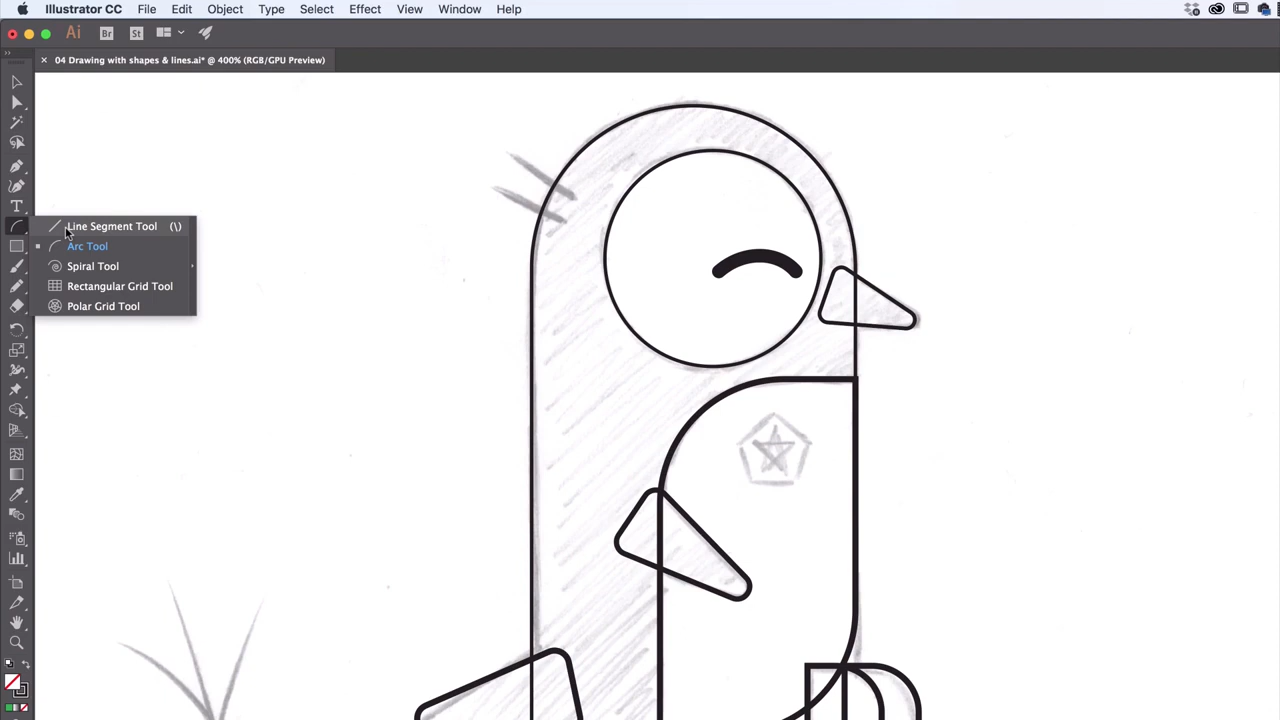 Illustrator CC File Edit Object Type Select Effect View Window Help
Ai Br St
× 04 Drawing with shapes & lines.ai* @ 400% (RGB/GPU Preview)
T
Line Segment Tool (\)
Arc Tool
Spiral Tool
Rectangular Grid Tool
Polar Grid Tool